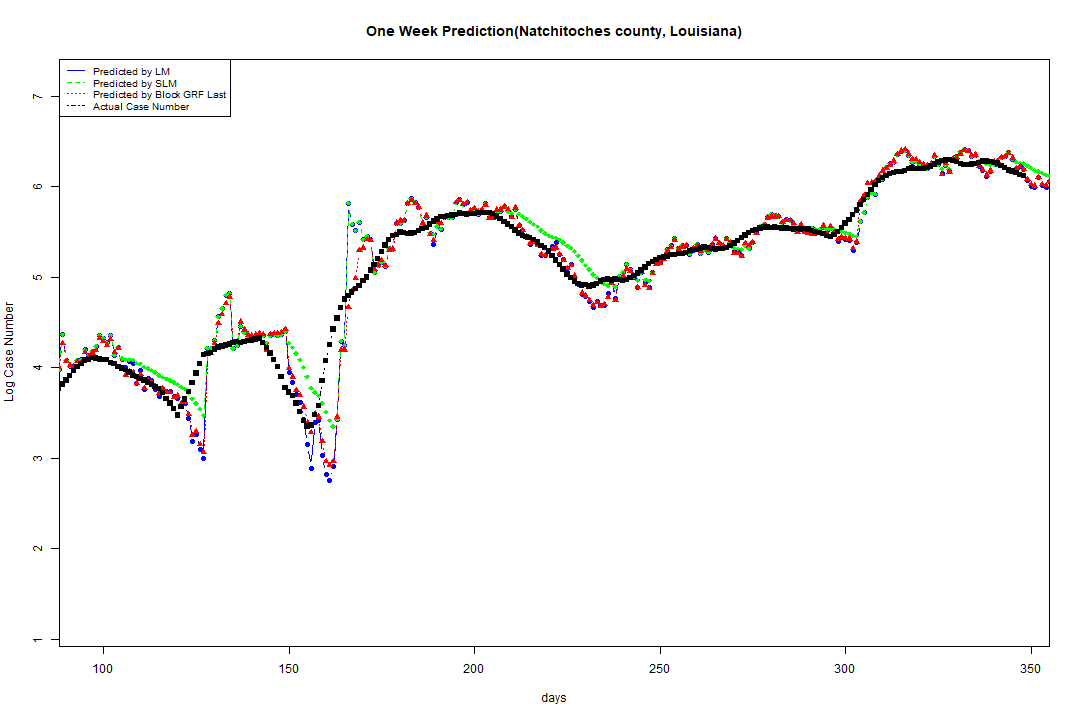 One Week Prediction(Natchitoches county, Louisiana)
Predicted by LM
Predicted by SLM
Predicted by Block GRF Last
Actual Case Number
7
6
5
4
3
2
1
Log Case Number
100 150 200 250 300 350
days